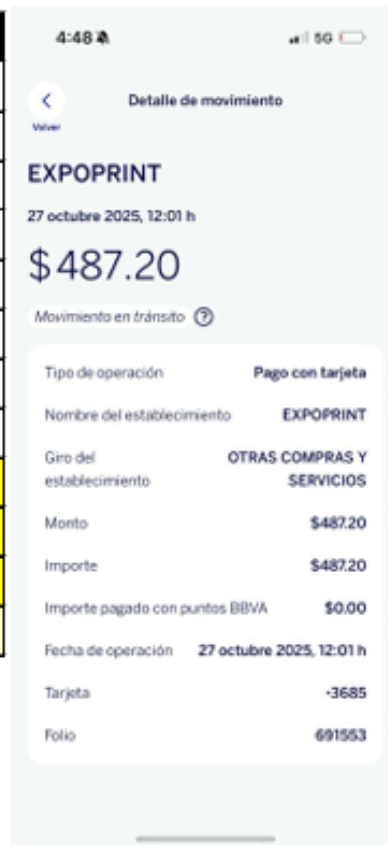 4:48
5G
Detalle de movimiento
Volver
EXPOPRINT
27 octubre 2025, 12:01 h
$487.20
Movimiento en tránsito ?
Tipo de operación Pago con tarjeta
Nombre del establecimiento EXPOPRINT
Giro del establecimiento OTRAS COMPRAS Y SERVICIOS
Monto $487.20
Importe $487.20
Importe pagado con puntos BBVA $0.00
Fecha de operación 27 octubre 2025, 12:01 h
Tarjeta •3685
Folio 691553